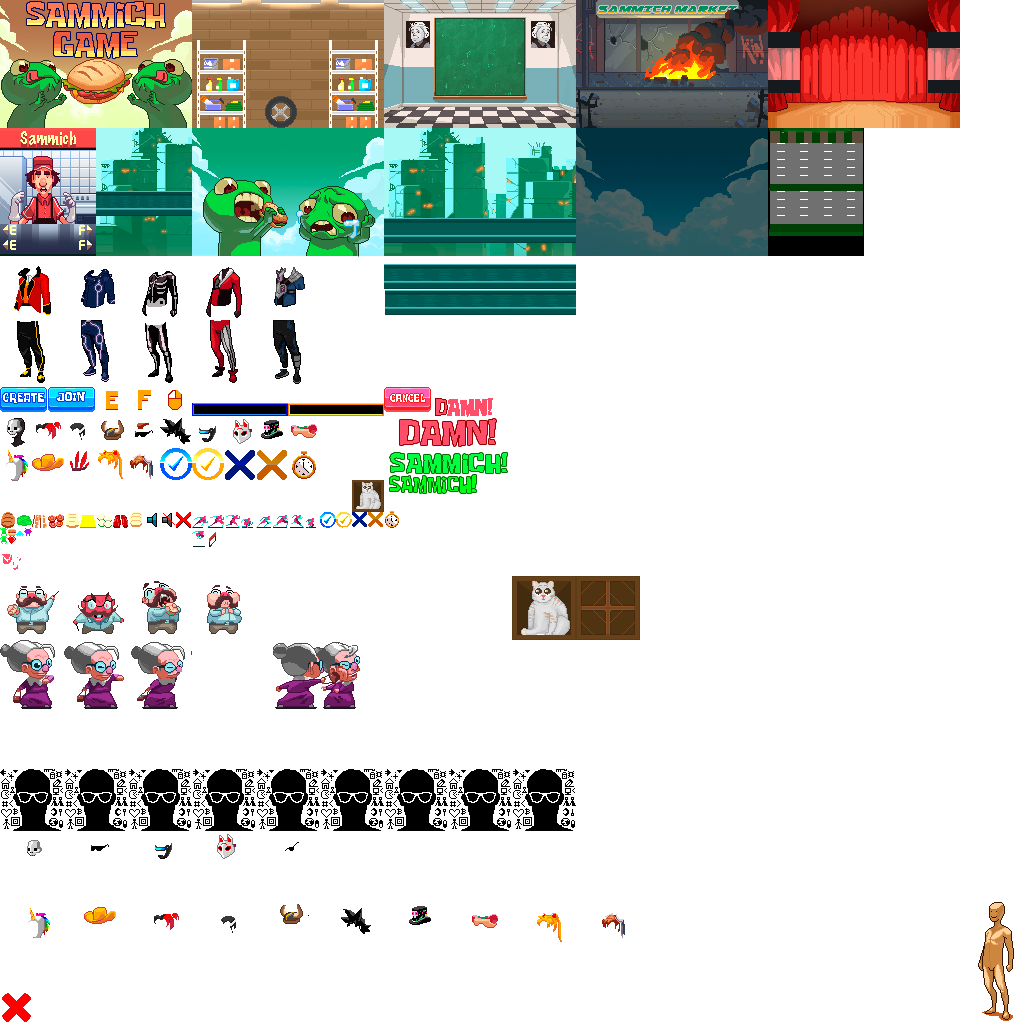 SAMMICH
GAME
SAMMICH MARKET
Sammich
E F
E F
CREATE JOIN E F CANCEL
DAMN!
DAMN!
SAMMICH!
SAMMICH!